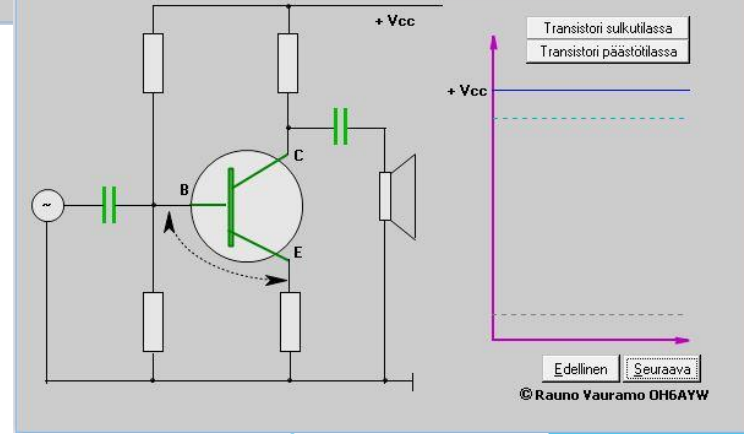 + Vcc
Transistori sulkutilassa
Transistori päästötilassa
+ Vcc
C
B
~
E
Edellinen
Seuraava
© Rauno Vauramo OH6AYW